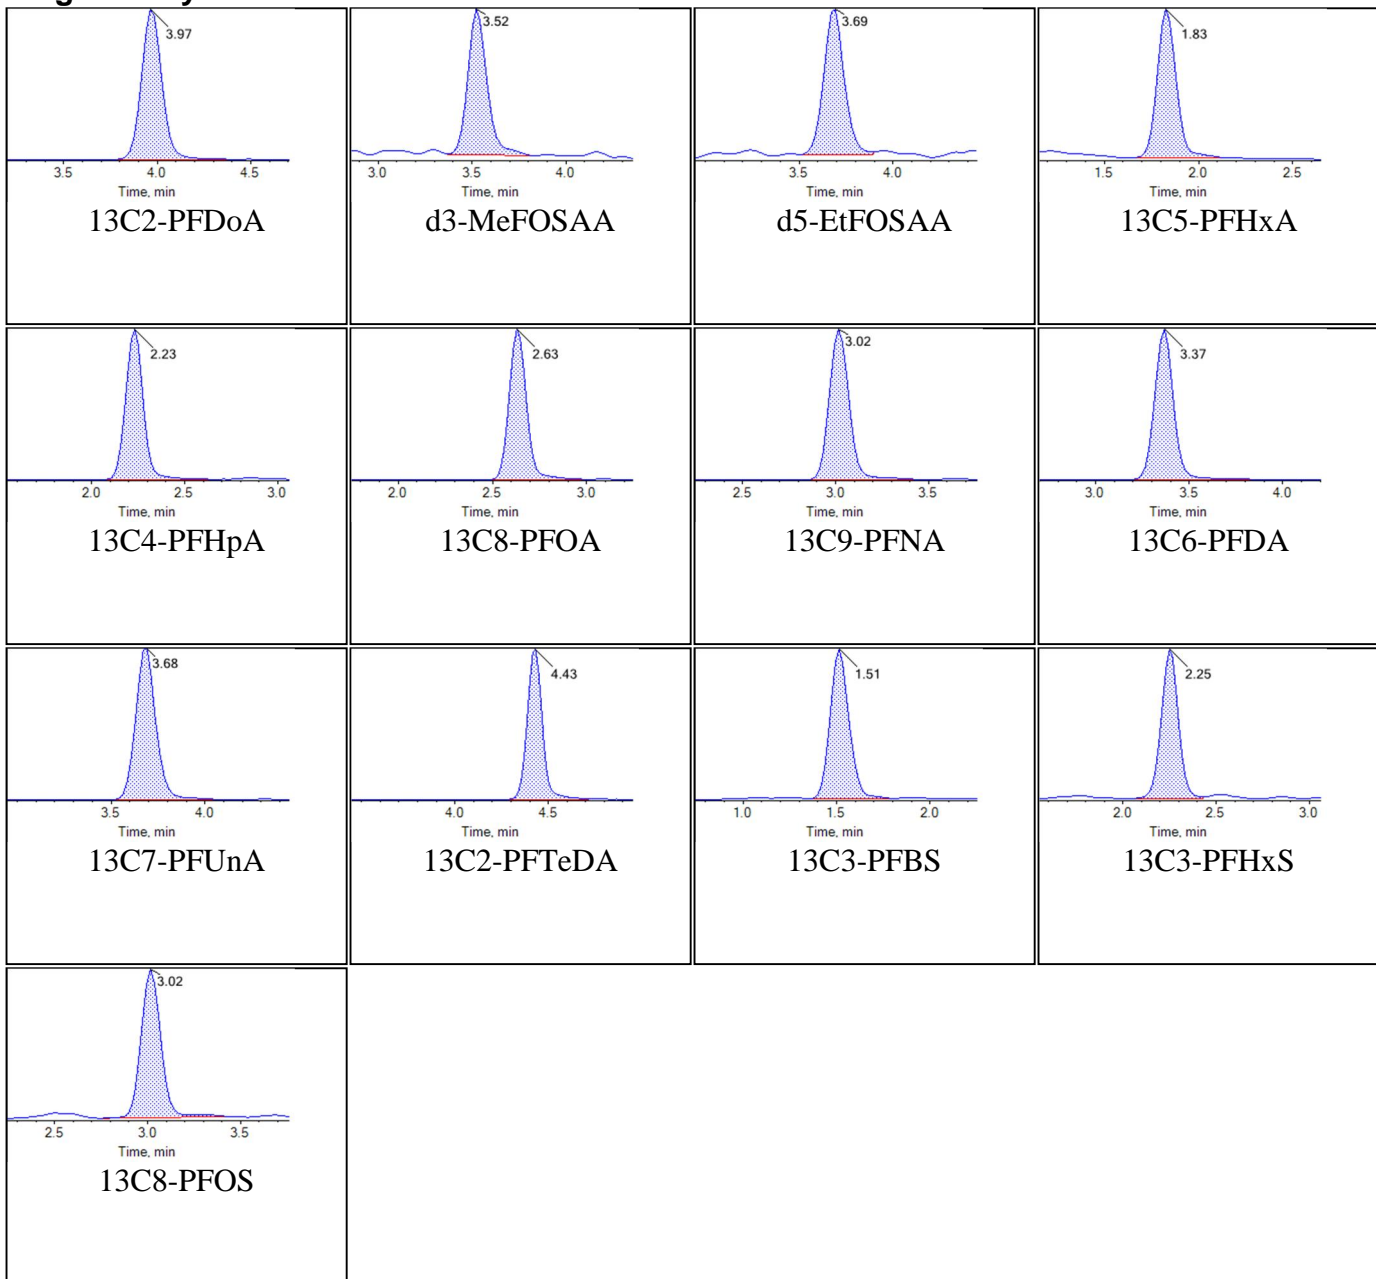 3.97
3.5 4.0 4.5
Time, min
13C2-PFDoA
3.52
3.0 3.5 4.0
Time, min
d3-MeFOSAA
3.69
3.5 4.0
Time, min
d5-EtFOSAA
1.83
1.5 2.0 2.5
Time, min
13C5-PFHxA
2.23
2.0 2.5 3.0
Time, min
13C4-PFHpA
2.63
2.0 2.5 3.0
Time, min
13C8-PFOA
3.02
2.5 3.0 3.5
Time, min
13C9-PFNA
3.37
3.0 3.5 4.0
Time, min
13C6-PFDA
3.68
3.5 4.0
Time, min
13C7-PFUnA
4.43
4.0 4.5
Time, min
13C2-PFTeDA
1.51
1.0 1.5 2.0
Time, min
13C3-PFBS
2.25
2.0 2.5 3.0
Time, min
13C3-PFHxS
3.02
2.5 3.0 3.5
Time, min
13C8-PFOS